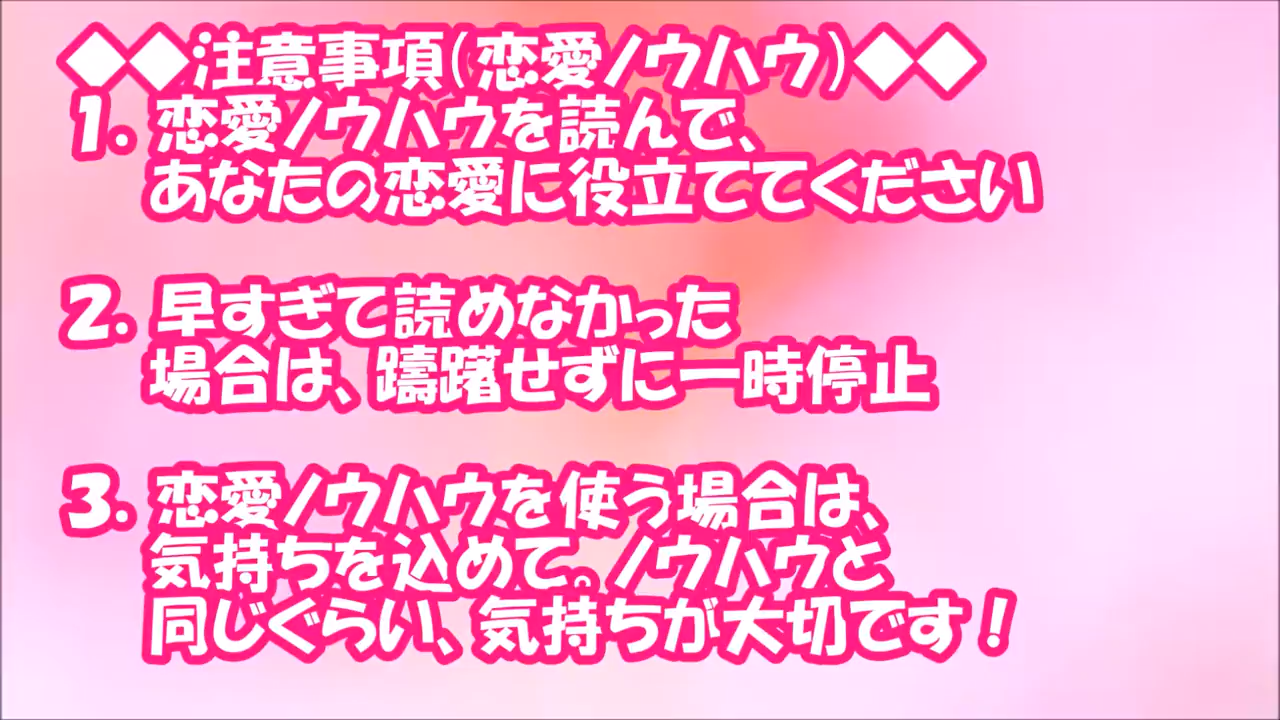 ◆◆注意事項(恋愛ノウハウ)◆◆
1. 恋愛ノウハウを読んで、
あなたの恋愛に役立ててください
2. 早すぎて読めなかった
場合は、躊躇せずに一時停止
3. 恋愛ノウハウを使う場合は、
気持ちを込めて。ノウハウと
同じぐらい、気持ちが大切です!